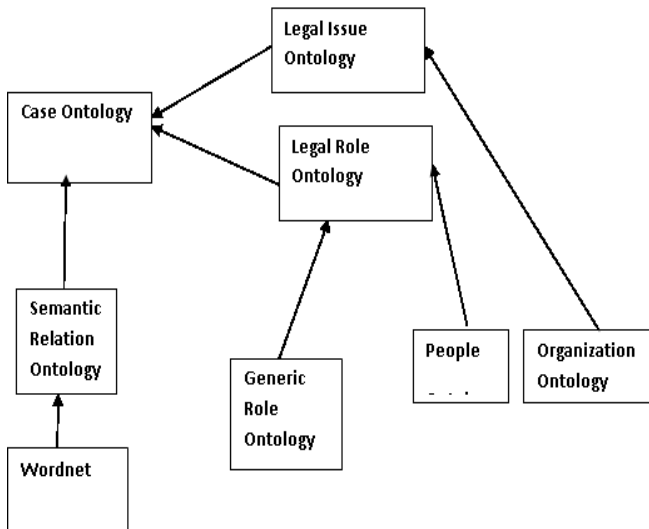 Legal Issue
Ontology
Case Ontology
Legal Role
Ontology
Semantic
Relation
Ontology
People
Organization
Ontology
Generic
Role
Ontology
Wordnet